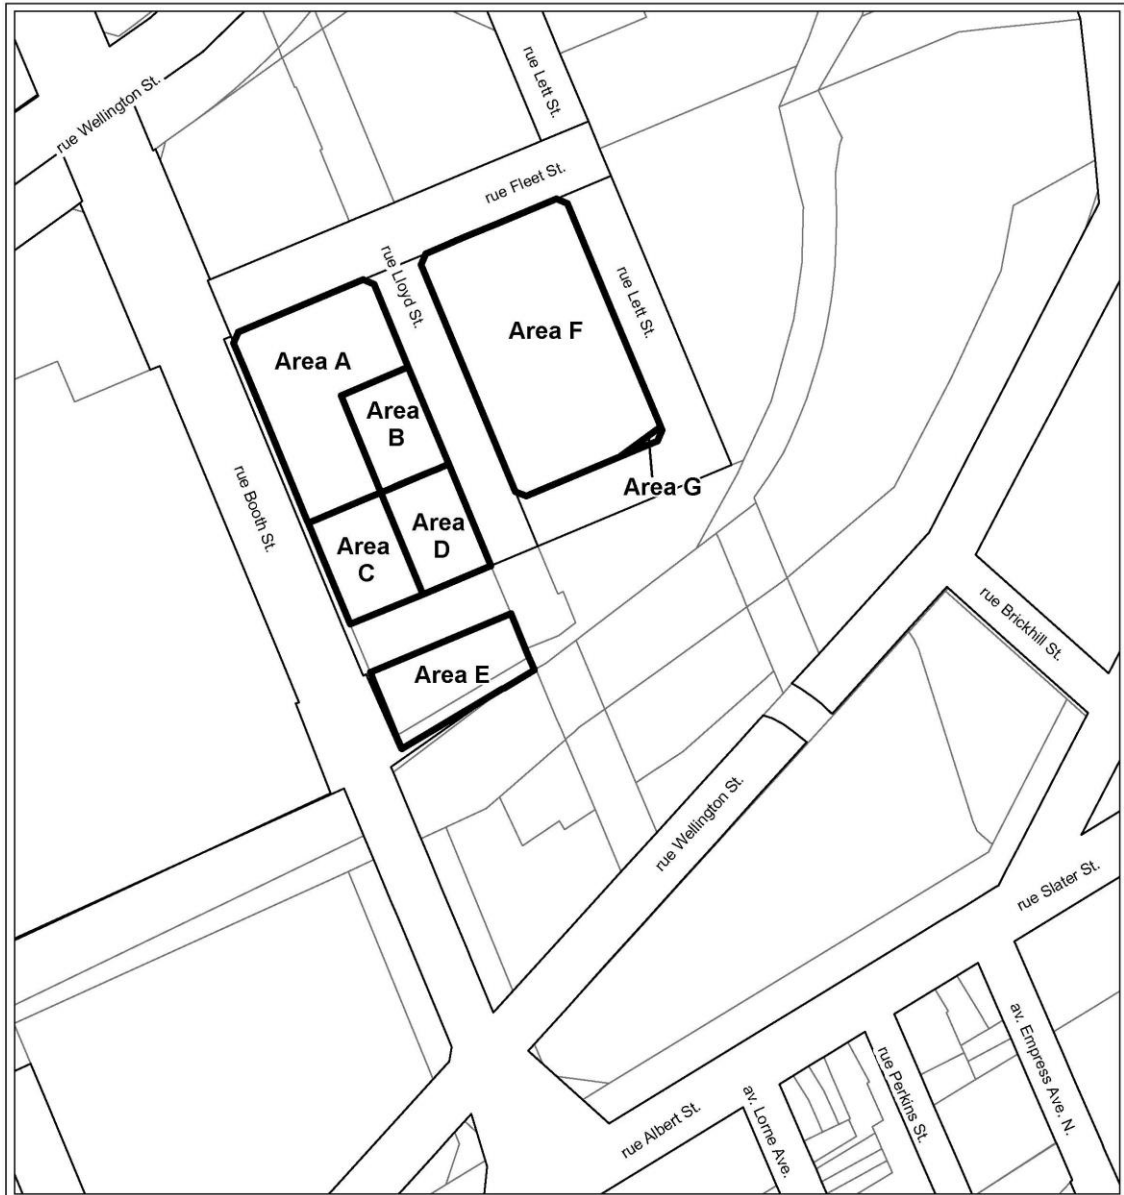 rue Lett St.
rue Wellington St.
rue Fleet St.
rue Lloyd St.
rue Lett St.
Area F
Area A
Area
B
rue Booth St.
Area G
Area
D
Area
C
rue Brickhill St.
Area E
rue Wellington St.
rue Slater St.
av. Empress Ave. N.
rue Perkins St.
av. Lorne Ave.
rue Albert St.